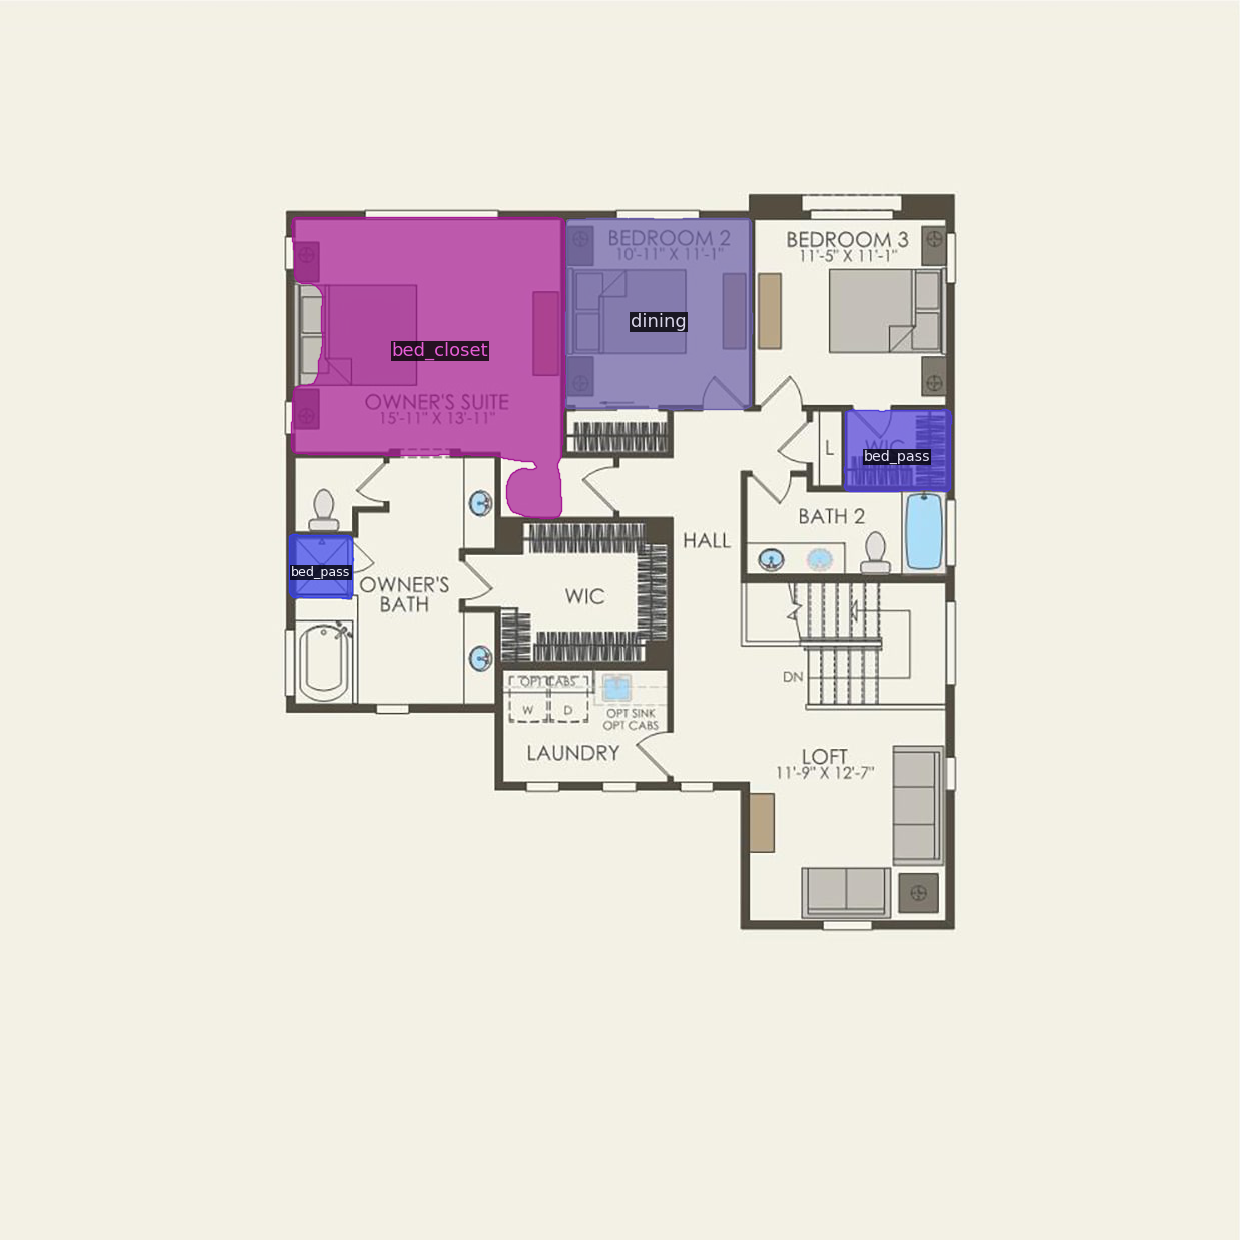 BEDROOM 2
10'-11" X 11'-1"
BEDROOM 3
11'-5" X 11'-1"
dining
bed_closet
OWNER'S SUITE
15'-11" X 13'-11"
L
WIC
bed_pass
BATH 2
HALL
bed_pass
OWNER'S
BATH
WIC
DN
OPT CABS
W
D
OPT SINK
OPT CABS
LAUNDRY
LOFT
11'-9" X 12'-7"